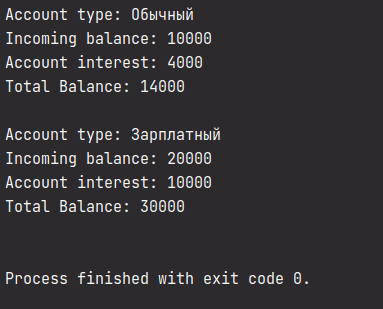 Account type: Обычный
Incoming balance: 10000
Account interest: 4000
Total Balance: 14000
Account type: Зарплатный
Incoming balance: 20000
Account interest: 10000
Total Balance: 30000
Process finished with exit code 0.